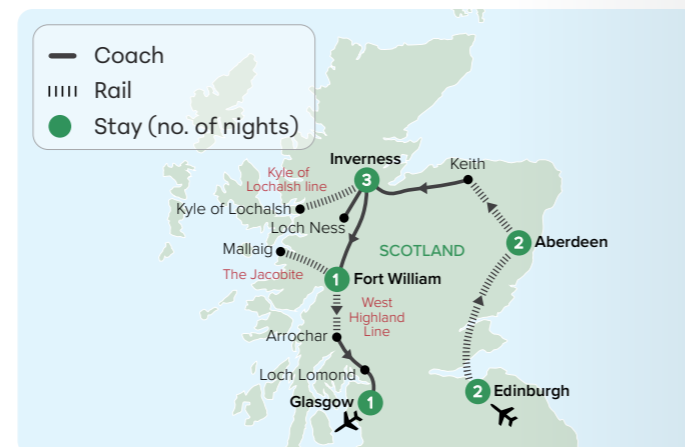 Coach
Rail
Stay (no. of nights)
Inverness
3
Keith
Kyle of
Lochalsh line
Kyle of Lochalsh
Loch Ness
Mallaig
SCOTLAND
2
Aberdeen
The Jacobite
1
Fort William
West
Highland
Line
Arrochar
Loch Lomond
Glasgow
1
2
Edinburgh